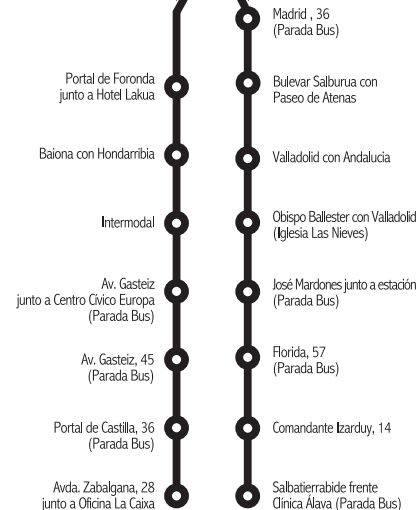 Portal de Foronda
junto a Hotel Lakua
Baiona con Hondarribia
Intermodal
Av. Gasteiz
junto a Centro Cívico Europa
(Parada Bus)
Av. Gasteiz, 45
(Parada Bus)
Portal de Castilla, 36
(Parada Bus)
Avda. Zabalgana, 28
junto a Oficina La Caixa
Madrid , 36
(Parada Bus)
Bulevar Salburua con
Paseo de Atenas
Valladolid con Andalucia
Obispo Ballester con Valladolid
(Iglesia Las Nieves)
José Mardones junto a estación
(Parada Bus)
Florida, 57
(Parada Bus)
Comandante Izarduy, 14
Salbatierrabide frente
Clínica Álava (Parada Bus)